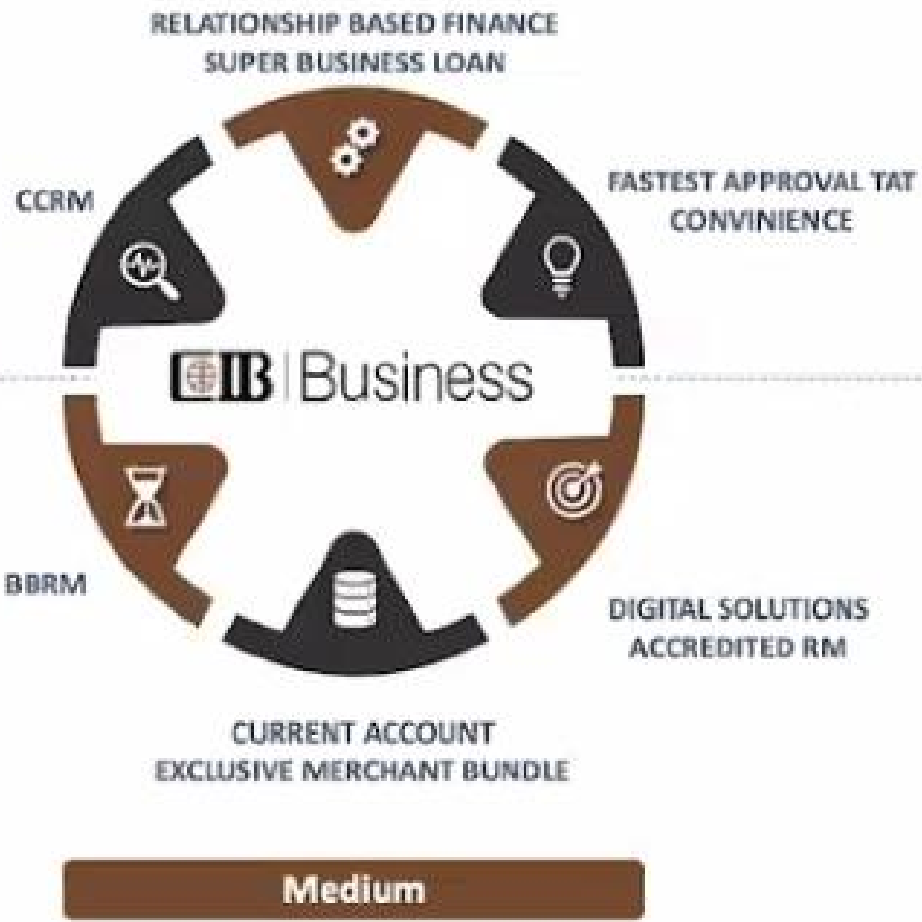 RELATIONSHIP BASED FINANCE
SUPER BUSINESS LOAN
CCRM
FASTEST APPROVAL TAT
CONVINIENCE
CIB | Business
BBRM
DIGITAL SOLUTIONS
ACCREDITED RM
CURRENT ACCOUNT
EXCLUSIVE MERCHANT BUNDLE
Medium